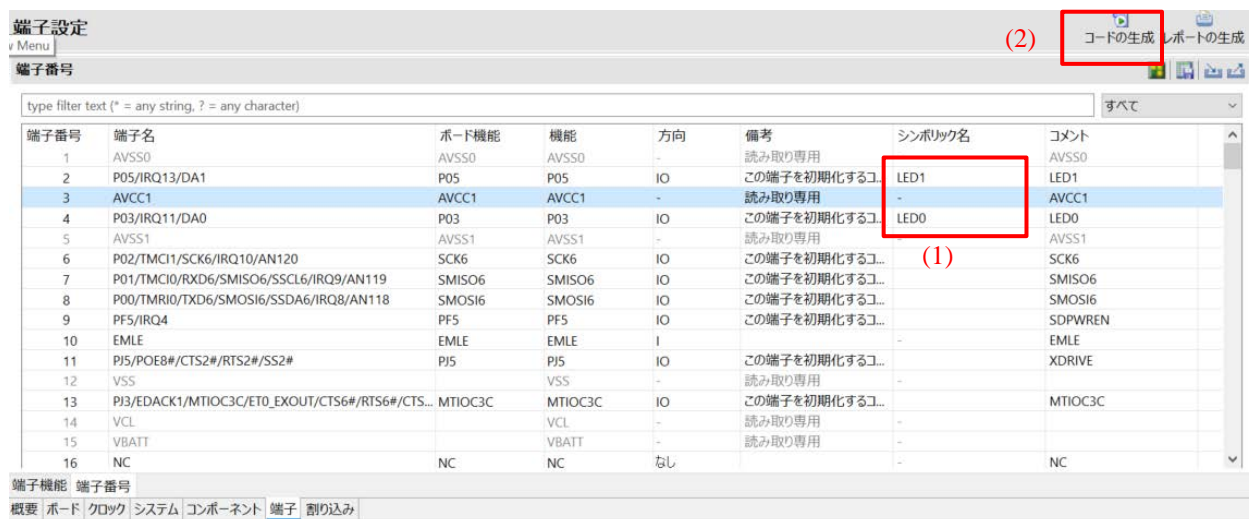 端子設定
w Menu
(2)
コードの生成 レポートの生成
端子番号
type filter text (* = any string, ? = any character)
すべて
端子番号 端子名 ボード機能 機能 方向 備考 シンボリック名 コメント
1 AVSS0 AVSS0 AVSS0 - 読み取り専用 AVSS0
2 P05/IRQ13/DA1 P05 P05 IO この端子を初期化するコ... LED1 LED1
3 AVCC1 AVCC1 AVCC1 - 読み取り専用 - AVCC1
4 P03/IRQ11/DA0 P03 P03 IO この端子を初期化するコ... LED0 LED0
5 AVSS1 AVSS1 AVSS1 - 読み取り専用 - AVSS1
6 P02/TMCI1/SCK6/IRQ10/AN120 SCK6 SCK6 IO この端子を初期化するコ... SCK6
(1)
7 P01/TMCI0/RXD6/SMISO6/SSCL6/IRQ9/AN119 SMISO6 SMISO6 IO この端子を初期化するコ... SMISO6
8 P00/TMRI0/TXD6/SMOSI6/SSDA6/IRQ8/AN118 SMOSI6 SMOSI6 IO この端子を初期化するコ... SMOSI6
9 PF5/IRQ4 PF5 PF5 IO この端子を初期化するコ... SDPWREN
10 EMLE EMLE EMLE I - EMLE
11 PJ5/POE8#/CTS2#/RTS2#/SS2# PJ5 PJ5 IO この端子を初期化するコ... XDRIVE
12 VSS VSS - 読み取り専用 -
13 PJ3/EDACK1/MTIOC3C/ET0_EXOUT/CTS6#/RTS6#/CTS... MTIOC3C MTIOC3C IO この端子を初期化するコ... MTIOC3C
14 VCL VCL - 読み取り専用 -
15 VBATT VBATT - 読み取り専用 -
16 NC NC NC なし - NC
端子機能 端子番号
概要 ボード クロック システム コンポーネント 端子 割り込み